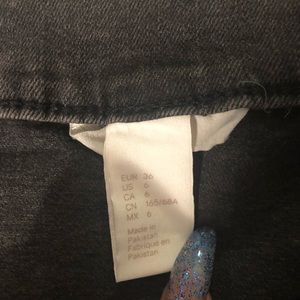 EUR 36
US 6
CA 6
CN 165/68A
MX 6
Made in
Pakistan
Fabriqué en
Pakistan